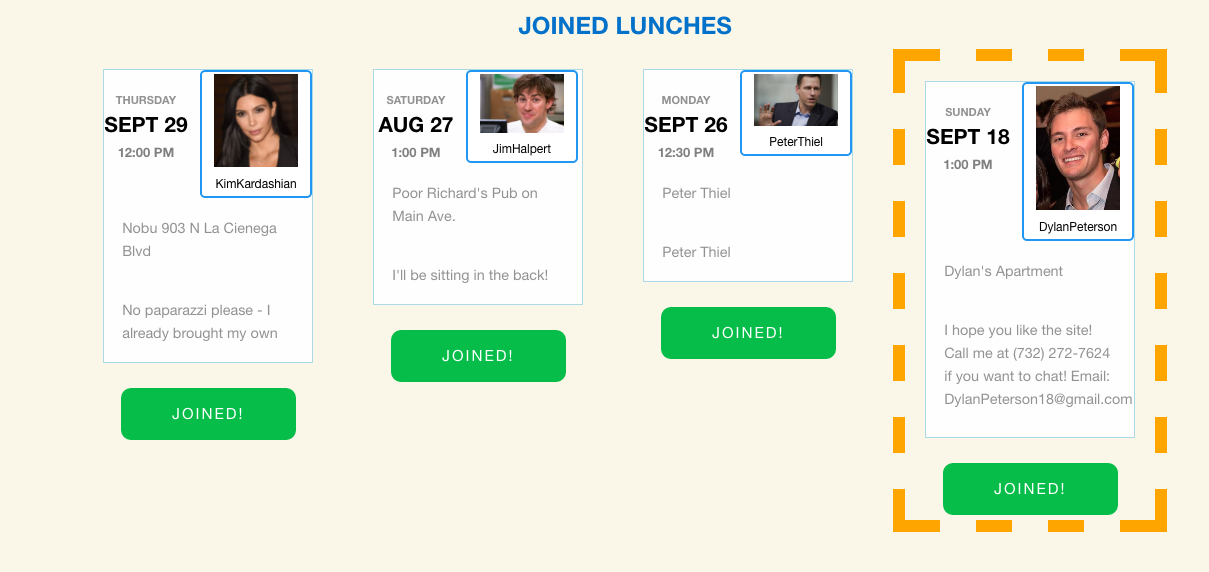 JOINED LUNCHES
THURSDAY
SEPT 29
12:00 PM
KimKardashian
Nobu 903 N La Cienega
Blvd
No paparazzi please - I
already brought my own
JOINED!
SATURDAY
AUG 27
1:00 PM
JimHalpert
Poor Richard's Pub on
Main Ave.
I'll be sitting in the back!
JOINED!
MONDAY
SEPT 26
12:30 PM
PeterThiel
Peter Thiel
Peter Thiel
JOINED!
SUNDAY
SEPT 18
1:00 PM
DylanPeterson
Dylan's Apartment
I hope you like the site!
Call me at (732) 272-7624
if you want to chat! Email:
DylanPeterson18@gmail.com
JOINED!